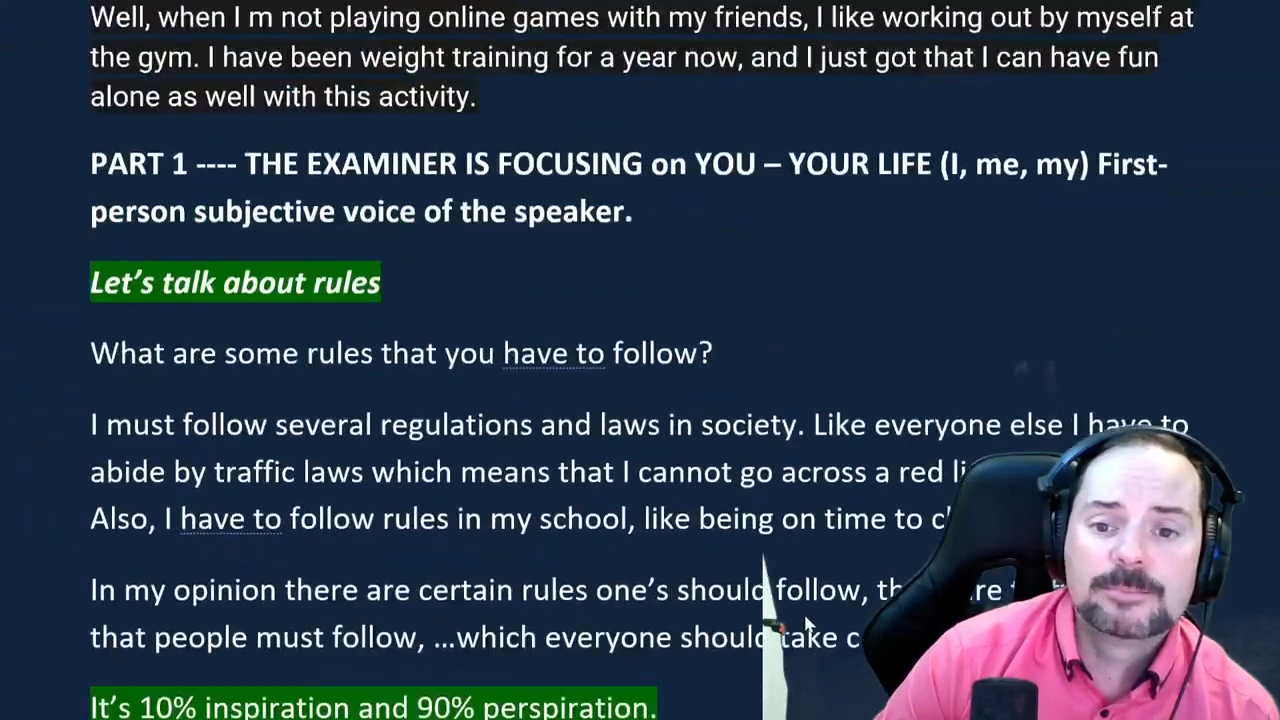 Well, when I m not playing online games with my friends, I like working out by myself at
the gym. I have been weight training for a year now, and I just got that I can have fun
alone as well with this activity.
PART 1 ---- THE EXAMINER IS FOCUSING on YOU – YOUR LIFE (I, me, my) First-
person subjective voice of the speaker.
Let’s talk about rules
What are some rules that you have to follow?
I must follow several regulations and laws in society. Like everyone else I have to
abide by traffic laws which means that I cannot go across a red
Also, I have to follow rules in my school, like being on time to
In my opinion there are certain rules one’s should follow,
that people must follow, ...which everyone should take
It’s 10% inspiration and 90% perspiration.